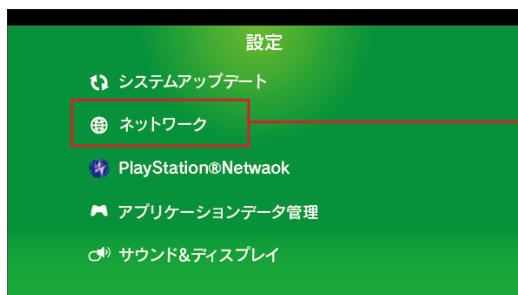 設定
システムアップデート
ネットワーク
PlayStation®Netwaok
アプリケーションデータ管理
サウンド&ディスプレイ